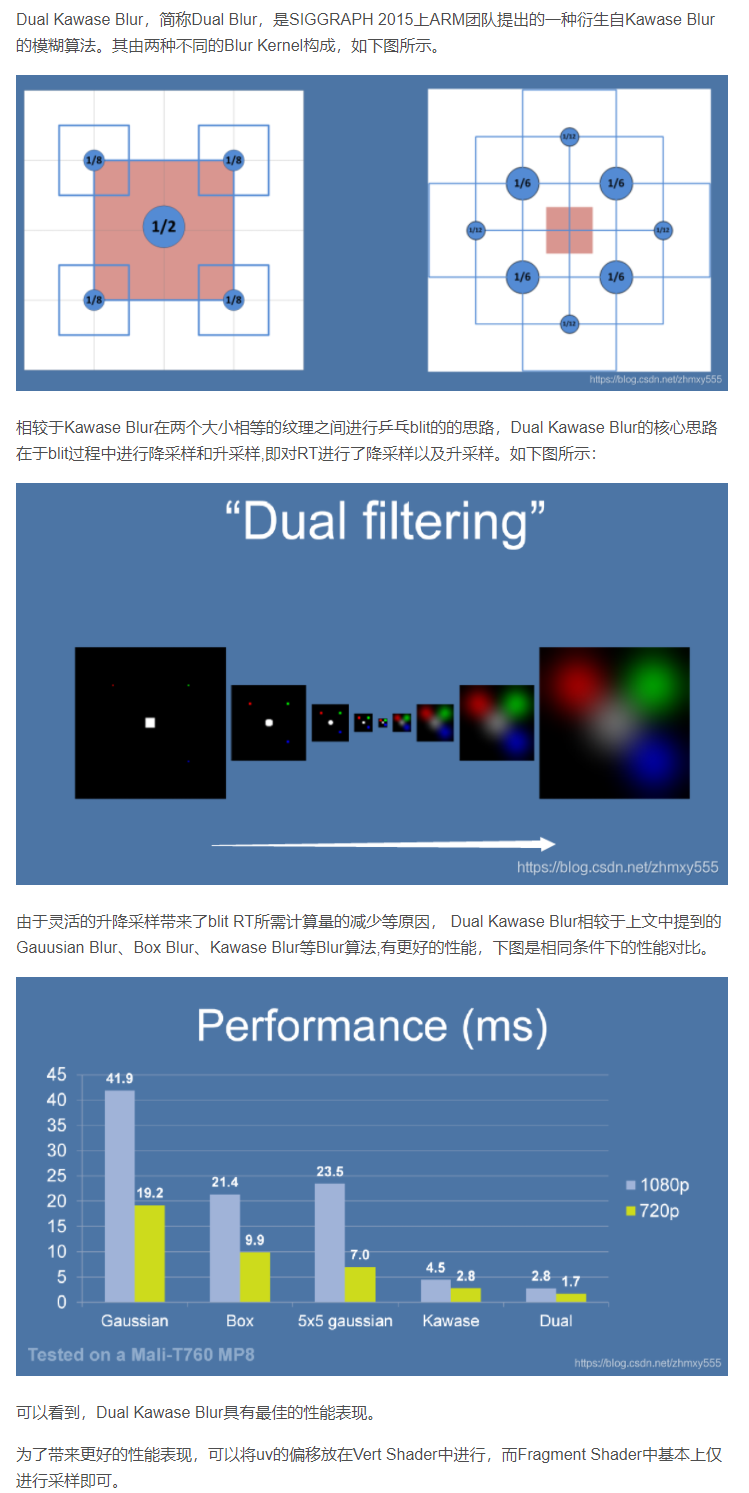 Dual Kawase Blur，简称Dual Blur，是SIGGRAPH 2015上ARM团队提出的一种衍生自Kawase Blur
的模糊算法。其由两种不同的Blur Kernel构成，如下图所示。
1/8 1/8
1/2
1/8 1/8
1/12
1/6 1/6
1/12 1/12
1/6 1/6
1/12
https://blog.csdn.net/zhmxy555
相较于Kawase Blur在两个大小相等的纹理之间进行乒乓blit的的思路，Dual Kawase Blur的核心思路
在于blit过程中进行降采样和升采样,即对RT进行了降采样以及升采样。如下图所示：
“Dual filtering”
https://blog.csdn.net/zhmxy555
由于灵活的升降采样带来了blit RT所需计算量的减少等原因， Dual Kawase Blur相较于上文中提到的
Gauusian Blur、Box Blur、Kawase Blur等Blur算法,有更好的性能，下图是相同条件下的性能对比。
Performance (ms)
45
40
35
30
25
20
15
10
5
0
41.9
19.2
21.4
9.9
23.5
7.0
4.5
2.8
2.8
1.7
1080p
720p
Gaussian Box 5x5 gaussian Kawase Dual
Tested on a Mali-T760 MP8
https://blog.csdn.net/zhmxy555
可以看到，Dual Kawase Blur具有最佳的性能表现。
为了带来更好的性能表现，可以将uv的偏移放在Vert Shader中进行，而Fragment Shader中基本上仅
进行采样即可。